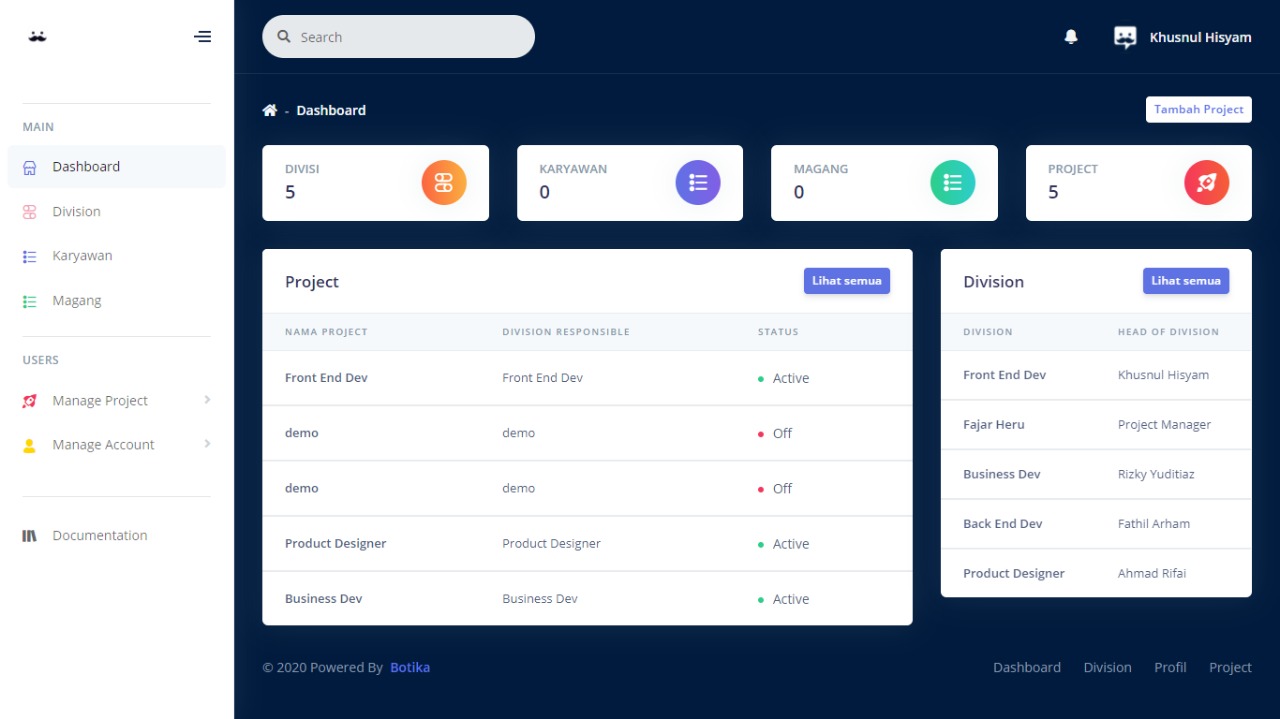 Search
Khusnul Hisyam
- Dashboard
Tambah Project
MAIN
Dashboard
Division
Karyawan
Magang
USERS
Manage Project
Manage Account
Documentation
DIVISI
5
KARYAWAN
0
MAGANG
0
PROJECT
5
Project
Lihat semua
NAMA PROJECT DIVISION RESPONSIBLE STATUS
Front End Dev Front End Dev Active
demo demo Off
demo demo Off
Product Designer Product Designer Active
Business Dev Business Dev Active
Division
Lihat semua
DIVISION HEAD OF DIVISION
Front End Dev Khusnul Hisyam
Fajar Heru Project Manager
Business Dev Rizky Yuditiaz
Back End Dev Fathil Arham
Product Designer Ahmad Rifai
© 2020 Powered By Botika
Dashboard Division Profil Project